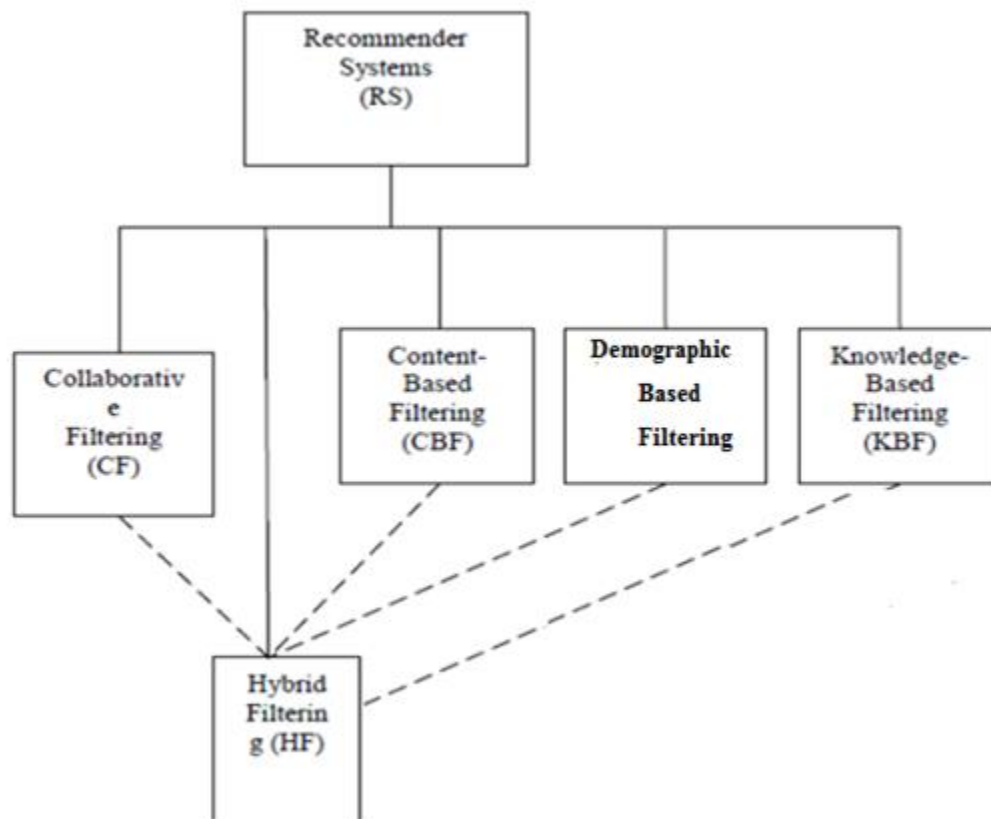 Recommender
Systems
(RS)
Collaborativ
e
Filtering
(CF)
Content-
Based
Filtering
(CBF)
Demographic
Based
Filtering
Knowledge-
Based
Filtering
(KBF)
Hybrid
Filterin
g (HF)